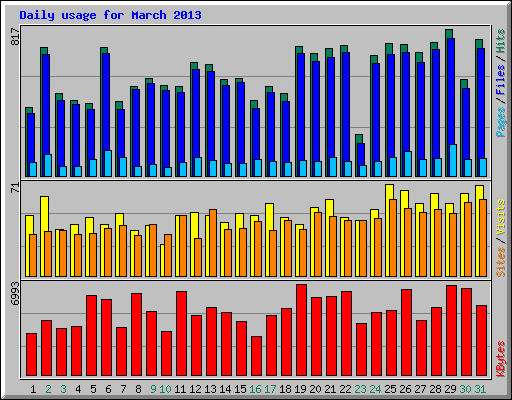 Daily usage for March 2013
817
Pages / Files / Hits
71
Sites / Visits
6993
KBytes
1 2 3 4 5 6 7 8 9 10 11 12 13 14 15 16 17 18 19 20 21 22 23 24 25 26 27 28 29 30 31